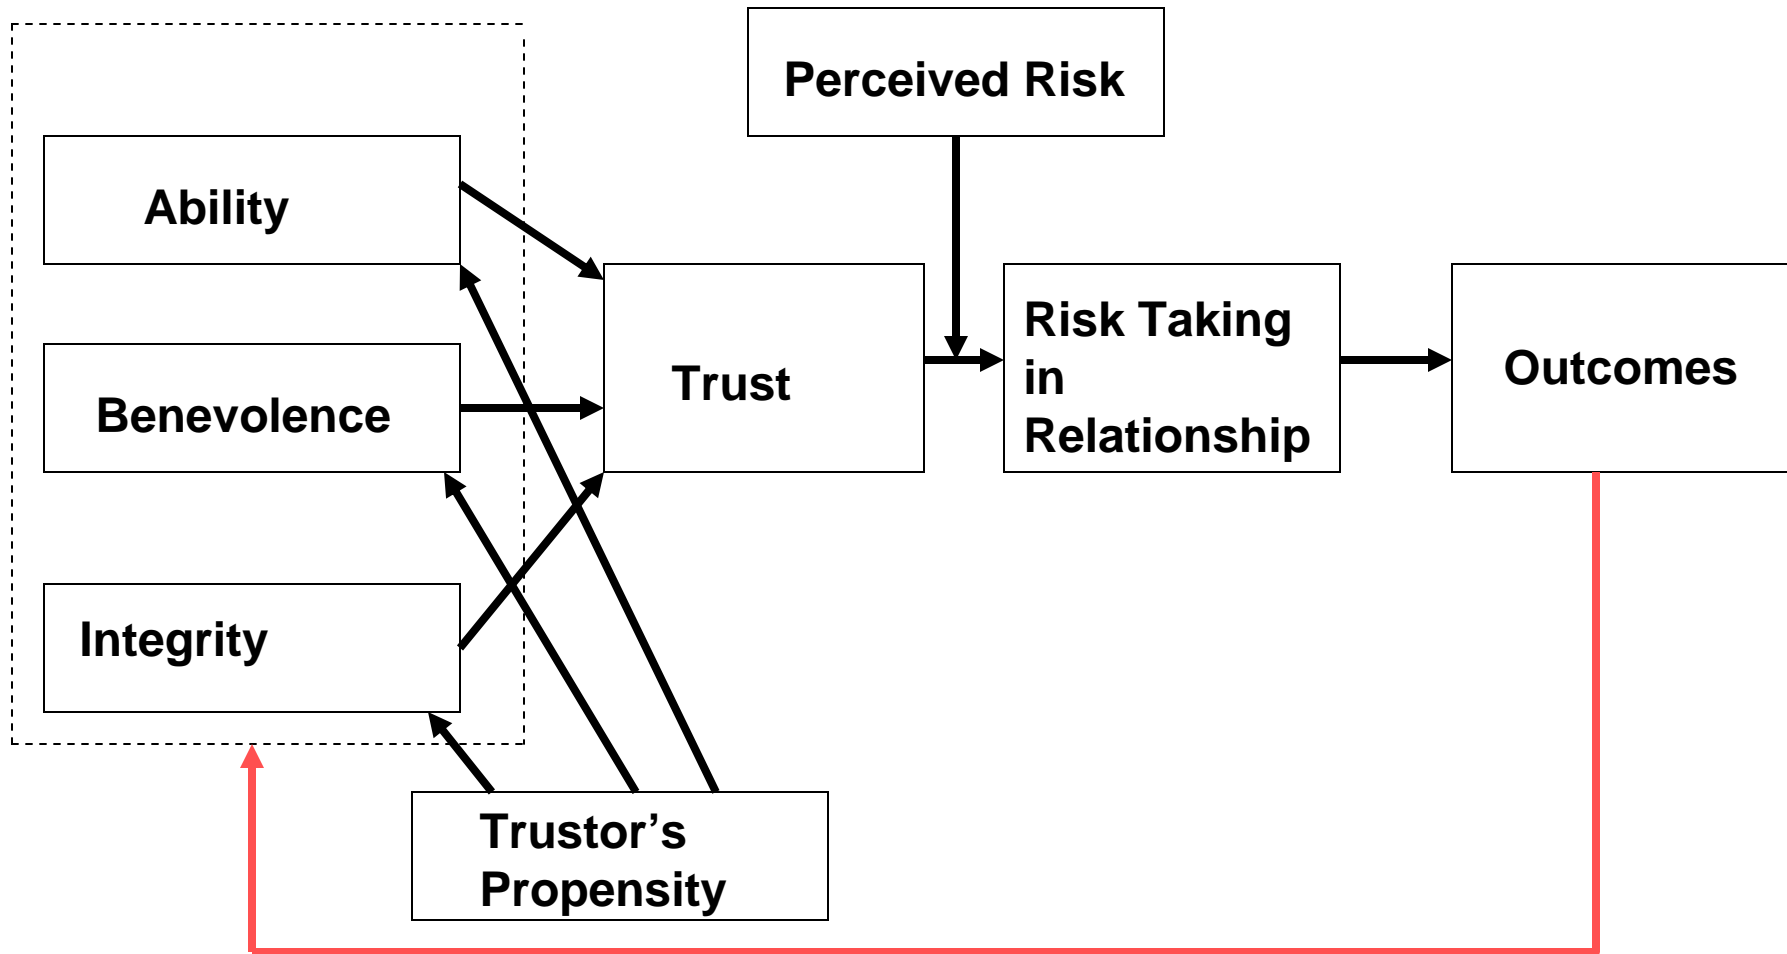 Perceived Risk
Ability
Benevolence
Integrity
Trust
Risk Taking
in
Relationship
Outcomes
Trustor’s
Propensity